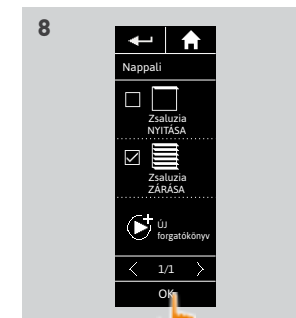 8
Nappali
Zsaluzia
NYITÁSA
Zsaluzia
ZÁRÁSA
ÚJ
forgatókönyv
1/1
OK